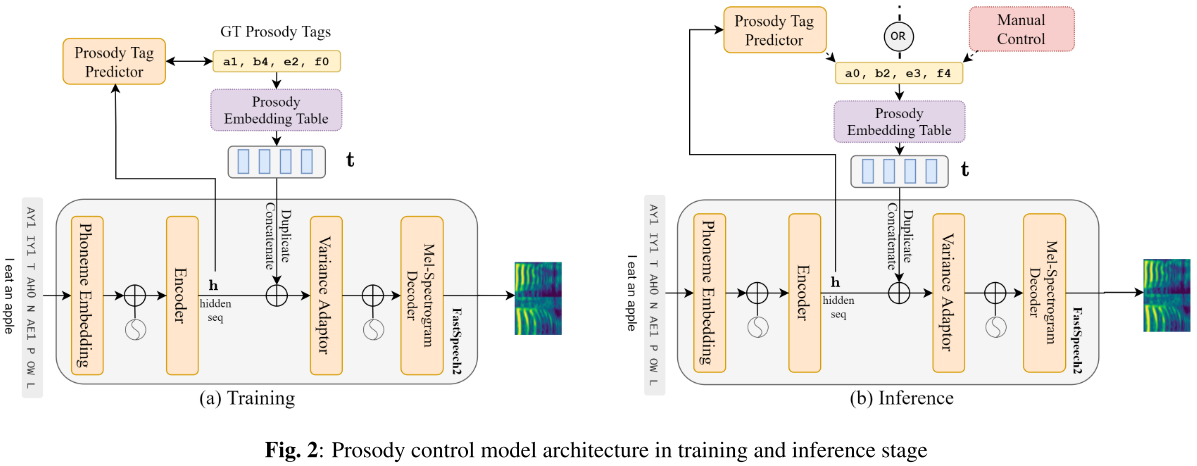 GT Prosody Tags
Prosody Tag
Predictor
a1, b4, e2, f0
Prosody
Embedding Table
t
I eat an apple
AY1 IY1 T AH0 N AE1 P OW L
Phoneme Embedding
Encoder
h
hidden
seq
Duplicate
Concatenate
Variance Adaptor
Mel-Spectrogram
Decoder
FastSpeech2
(a) Training
Prosody Tag
Predictor
OR
Manual
Control
a0, b2, e3, f4
Prosody
Embedding Table
t
I eat an apple
AY1 IY1 T AH0 N AE1 P OW L
Phoneme Embedding
Encoder
h
hidden
seq
Duplicate
Concatenate
Variance Adaptor
Mel-Spectrogram
Decoder
FastSpeech2
(b) Inference
Fig. 2: Prosody control model architecture in training and inference stage